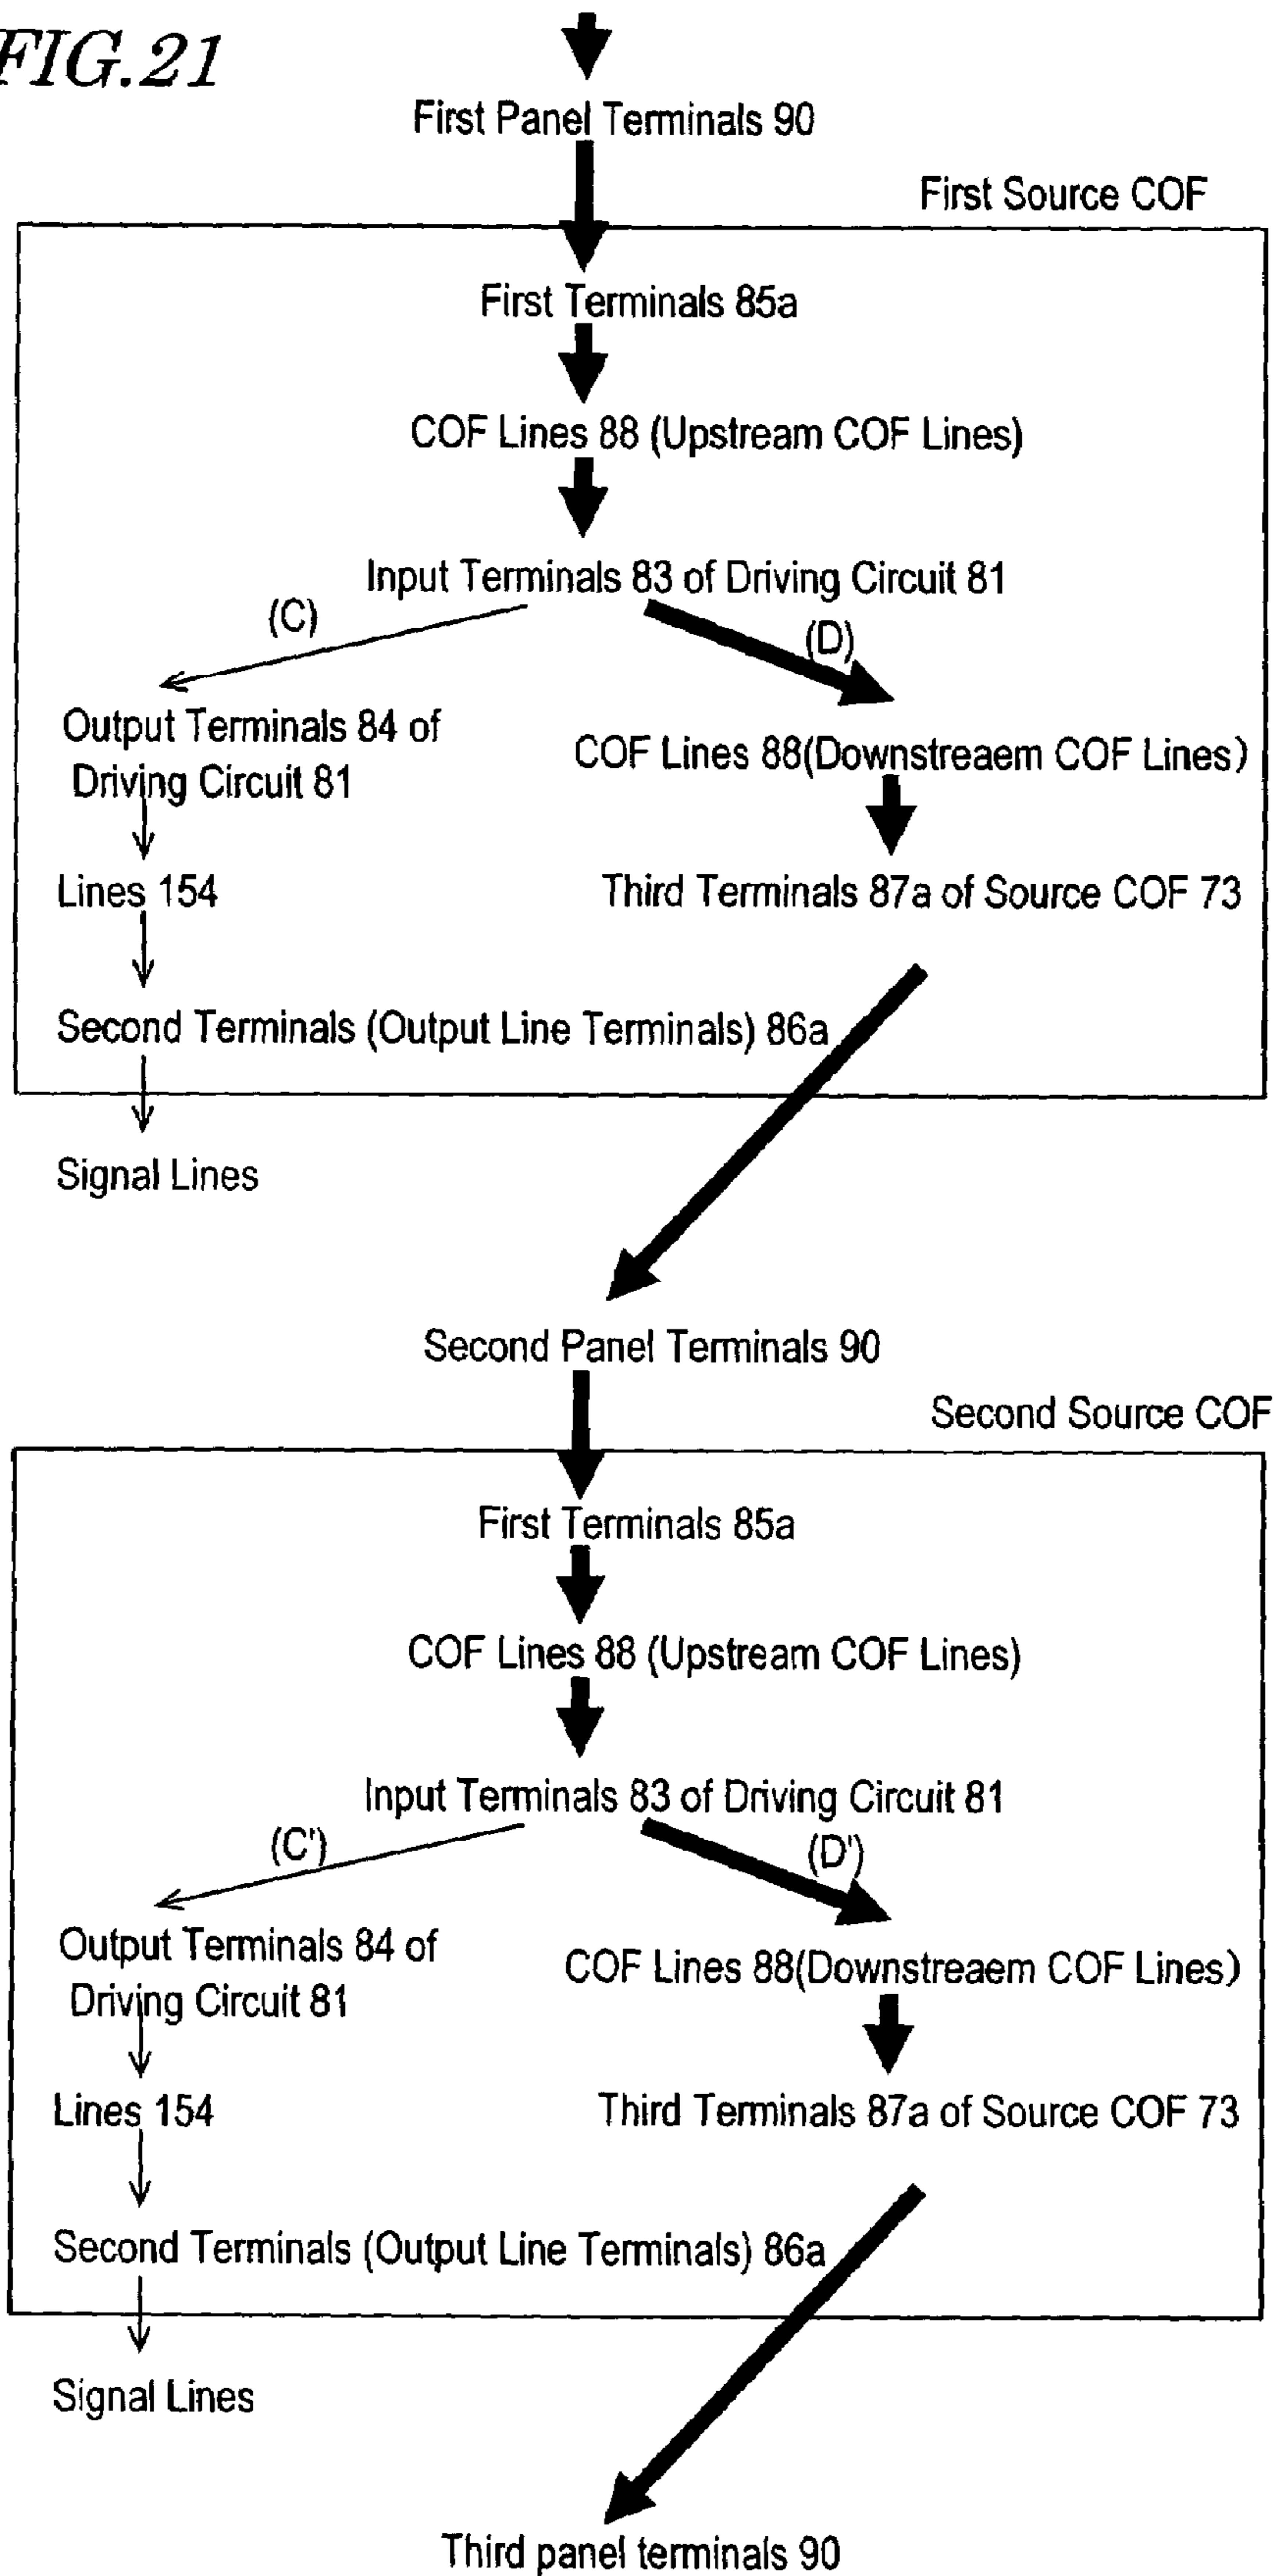 FIG.21
First Panel Terminals 90
First Source COF
First Terminals 85a
COF Lines 88 (Upstream COF Lines)
Input Terminals 83 of Driving Circuit 81
(C)
(D)
Output Terminals 84 of
Driving Circuit 81
COF Lines 88(Downstreaem COF Lines)
Lines 154
Third Terminals 87a of Source COF 73
Second Terminals (Output Line Terminals) 86a
Signal Lines
Second Panel Terminals 90
Second Source COF
First Terminals 85a
COF Lines 88 (Upstream COF Lines)
Input Terminals 83 of Driving Circuit 81
(C')
(D')
Output Terminals 84 of
Driving Circuit 81
COF Lines 88(Downstreaem COF Lines)
Lines 154
Third Terminals 87a of Source COF 73
Second Terminals (Output Line Terminals) 86a
Signal Lines
Third panel terminals 90